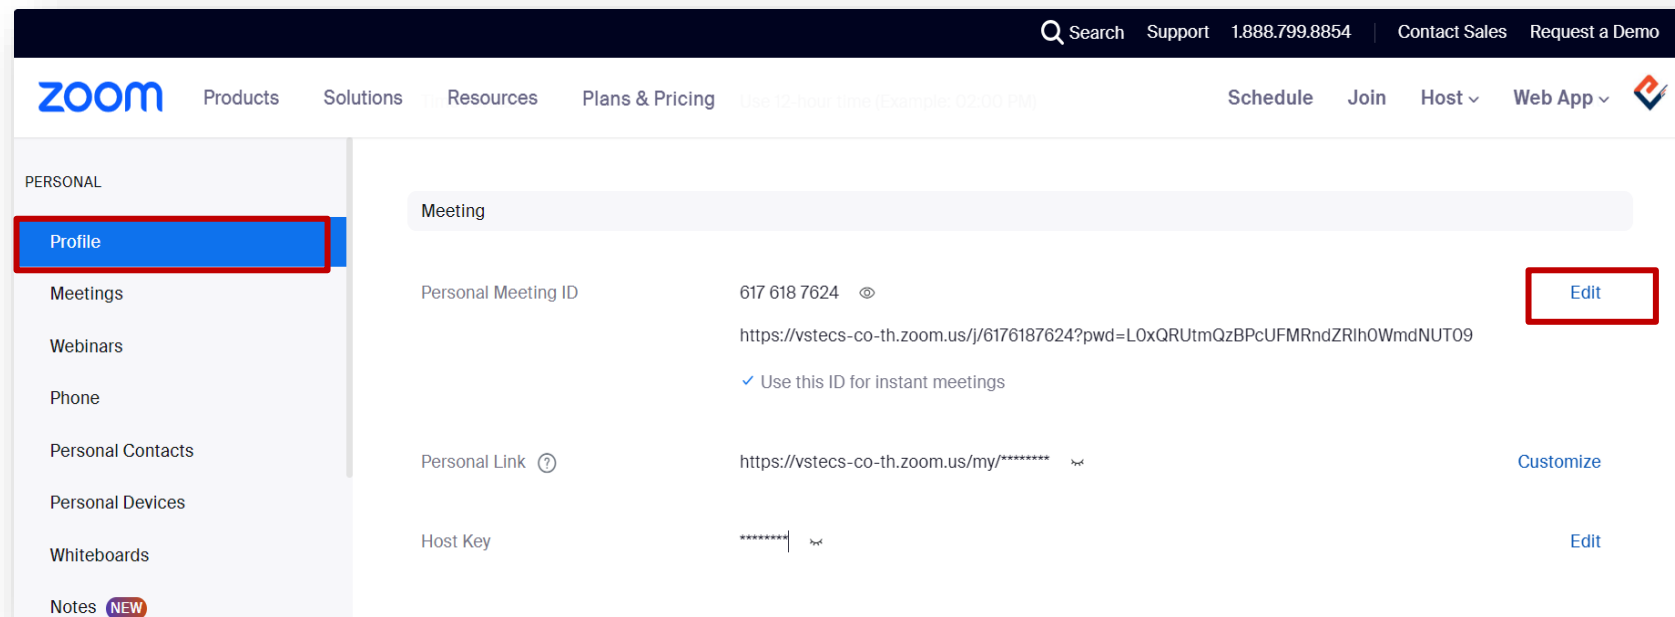 Search Support 1.888.799.8854 Contact Sales Request a Demo
zoom Products Solutions Resources Plans & Pricing Use 12-hour time (Example: 02:00 PM) Schedule Join Host Web App
PERSONAL
Profile
Meetings
Webinars
Phone
Personal Contacts
Personal Devices
Whiteboards
Notes NEW
Meeting
Personal Meeting ID 617 618 7624 Edit
https://vstecs-co-th.zoom.us/j/6176187624?pwd=L0xQRUtmQzBPcUFMRndZRlh0WmdNUT09
Use this ID for instant meetings
Personal Link ? https://vstecs-co-th.zoom.us/my/******** Customize
Host Key ******** Edit